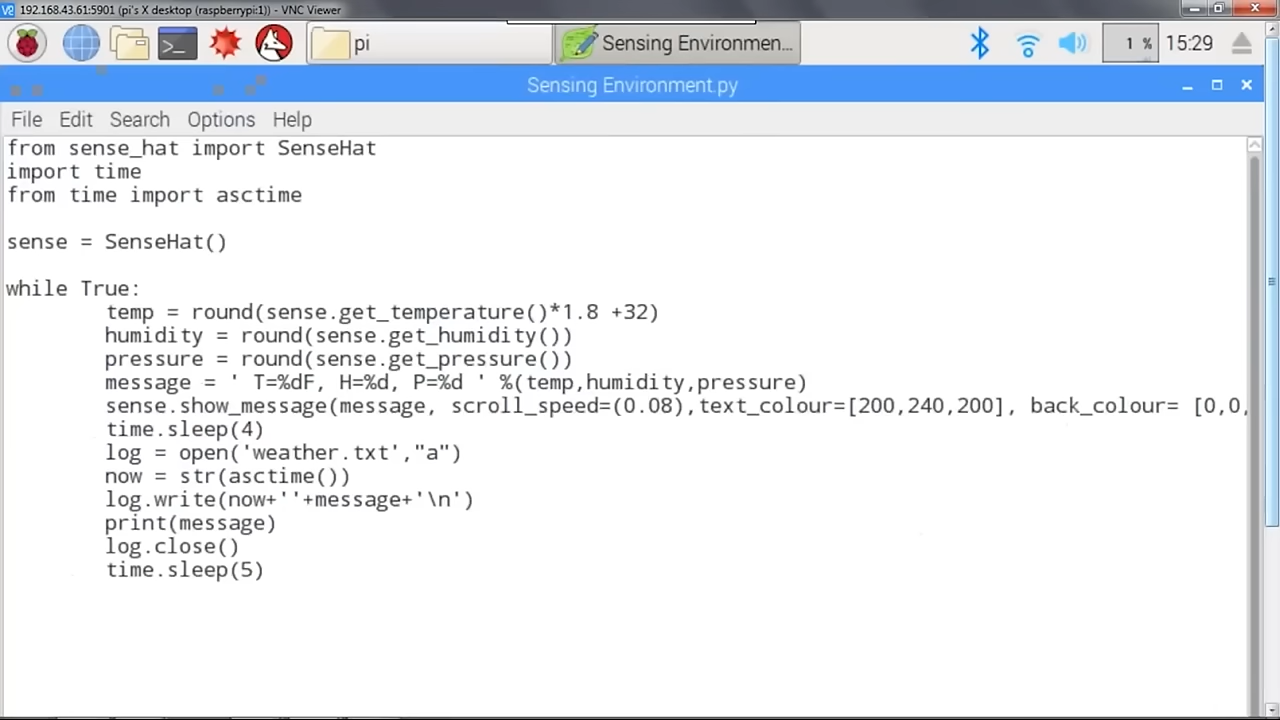 192.168.43.61:5901 (pi's X desktop (raspberrypi:1)) - VNC Viewer
pi
Sensing Environmen...
1 %
15:29
Sensing Environment.py
File Edit Search Options Help
from sense_hat import SenseHat
import time
from time import asctime
sense = SenseHat()
while True:
temp = round(sense.get_temperature()*1.8 +32)
humidity = round(sense.get_humidity())
pressure = round(sense.get_pressure())
message = ' T=%dF, H=%d, P=%d ' %(temp,humidity,pressure)
sense.show_message(message, scroll_speed=(0.08),text_colour=[200,240,200], back_colour= [0,0,
time.sleep(4)
log = open('weather.txt',"a")
now = str(asctime())
log.write(now+''+message+'\n')
print(message)
log.close()
time.sleep(5)